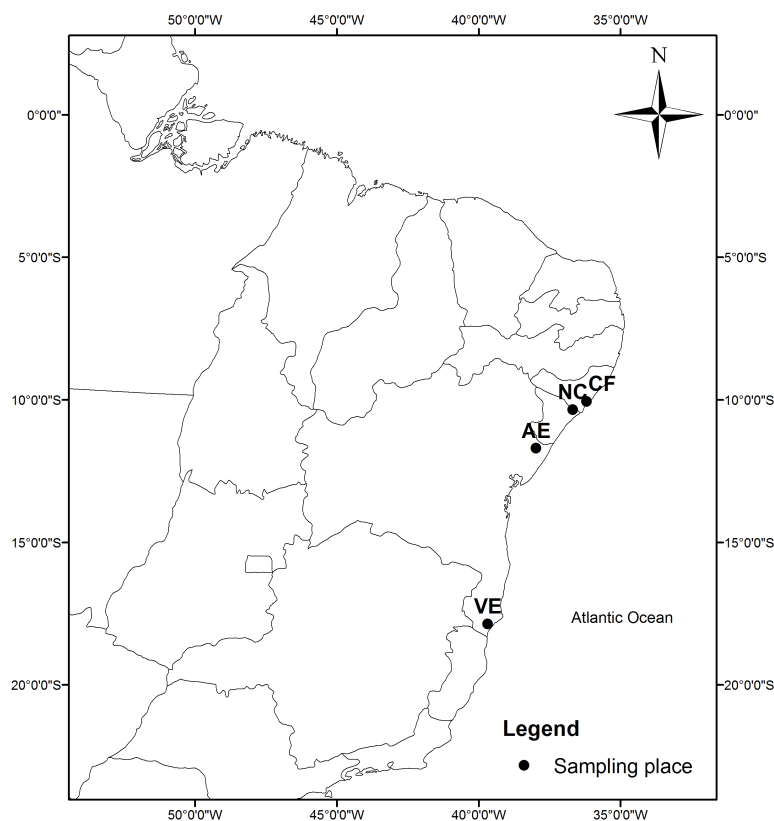 50°0'0"W 45°0'0"W 40°0'0"W 35°0'0"W
N
0°0'0" 0°0'0"
5°0'0"S 5°0'0"S
NC CF
10°0'0"S 10°0'0"S
AE
15°0'0"S 15°0'0"S
VE
Atlantic Ocean
20°0'0"S 20°0'0"S
Legend
Sampling place
50°0'0"W 45°0'0"W 40°0'0"W 35°0'0"W